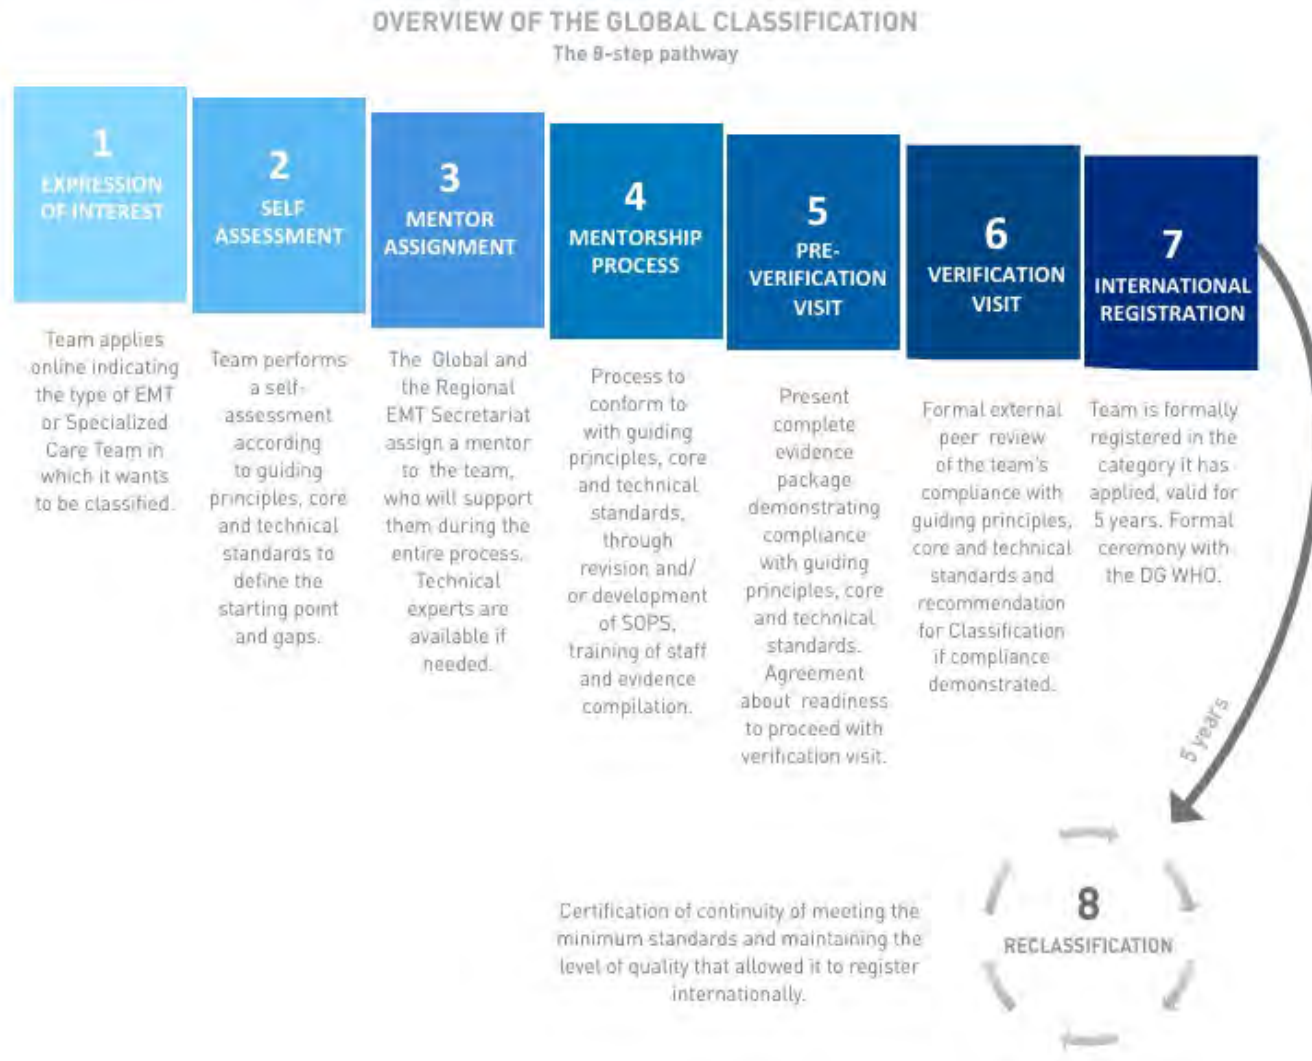 OVERVIEW OF THE GLOBAL CLASSIFICATION
The 8-step pathway
1
EXPRESSION
OF INTEREST
Team applies
online indicating
the type of EMT
or Specialized
Care Team in
which it wants
to be classified.
2
SELF
ASSESSMENT
Team performs
a self-
assessment
according
to guiding
principles, core
and technical
standards to
define the
starting point
and gaps.
3
MENTOR
ASSIGNMENT
The Global and
the Regional
EMT Secretariat
assign a mentor
to the team,
who will support
them during the
entire process.
Technical
experts are
available if
needed.
4
MENTORSHIP
PROCESS
Process to
conform to
with guiding
principles, core
and technical
standards,
through
revision and/
or development
of SOPS,
training of staff
and evidence
compilation.
5
PRE-
VERIFICATION
VISIT
Present
complete
evidence
package
demonstrating
compliance
with guiding
principles, core
and technical
standards.
Agreement
about readiness
to proceed with
verification visit.
6
VERIFICATION
VISIT
Formal external
peer review
of the team's
compliance with
guiding principles,
core and technical
standards and
recommendation
for Classification
if compliance
demonstrated.
7
INTERNATIONAL
REGISTRATION
Team is formally
registered in the
category it has
applied, valid for
5 years. Formal
ceremony with
the DG WHO.
5 years
8
RECLASSIFICATION
Certification of continuity of meeting the
minimum standards and maintaining the
level of quality that allowed it to register
internationally.